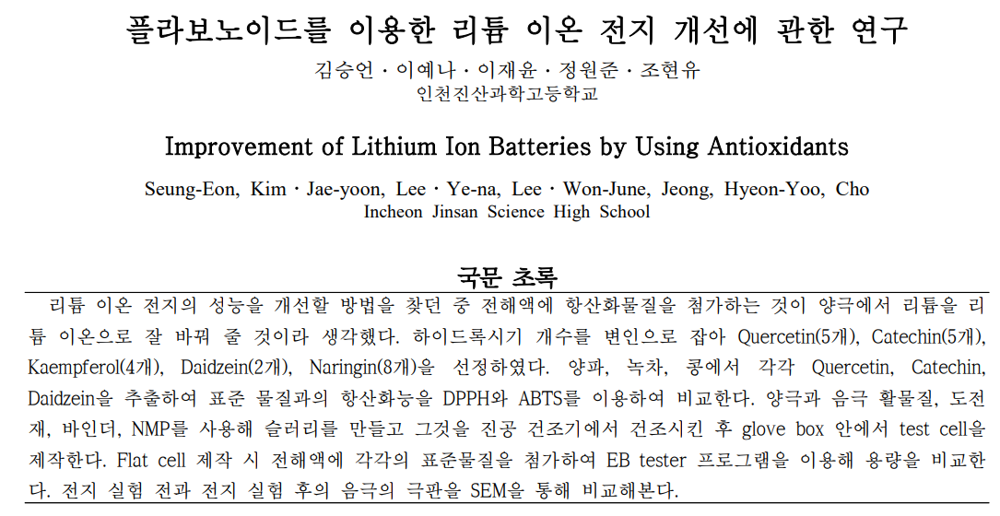 플라보노이드를 이용한 리튬 이온 전지 개선에 관한 연구
김승언 · 이예나 · 이재윤 · 정원준 · 조현유
인천진산과학고등학교
Improvement of Lithium Ion Batteries by Using Antioxidants
Seung-Eon, Kim · Jae-yoon, Lee · Ye-na, Lee · Won-June, Jeong, Hyeon-Yoo, Cho
Incheon Jinsan Science High School
국문 초록
리튬 이온 전지의 성능을 개선할 방법을 찾던 중 전해액에 항산화물질을 첨가하는 것이 양극에서 리튬을 리
튬 이온으로 잘 바꿔 줄 것이라 생각했다. 하이드록시기 개수를 변인으로 잡아 Quercetin(5개), Catechin(5개),
Kaempferol(4개), Daidzein(2개), Naringin(8개)을 선정하였다. 양파, 녹차, 콩에서 각각 Quercetin, Catechin,
Daidzein을 추출하여 표준 물질과의 항산화능을 DPPH와 ABTS를 이용하여 비교한다. 양극과 음극 활물질, 도전
재, 바인더, NMP를 사용해 슬러리를 만들고 그것을 진공 건조기에서 건조시킨 후 glove box 안에서 test cell을
제작한다. Flat cell 제작 시 전해액에 각각의 표준물질을 첨가하여 EB tester 프로그램을 이용해 용량을 비교한
다. 전지 실험 전과 전지 실험 후의 음극의 극판을 SEM을 통해 비교해본다.